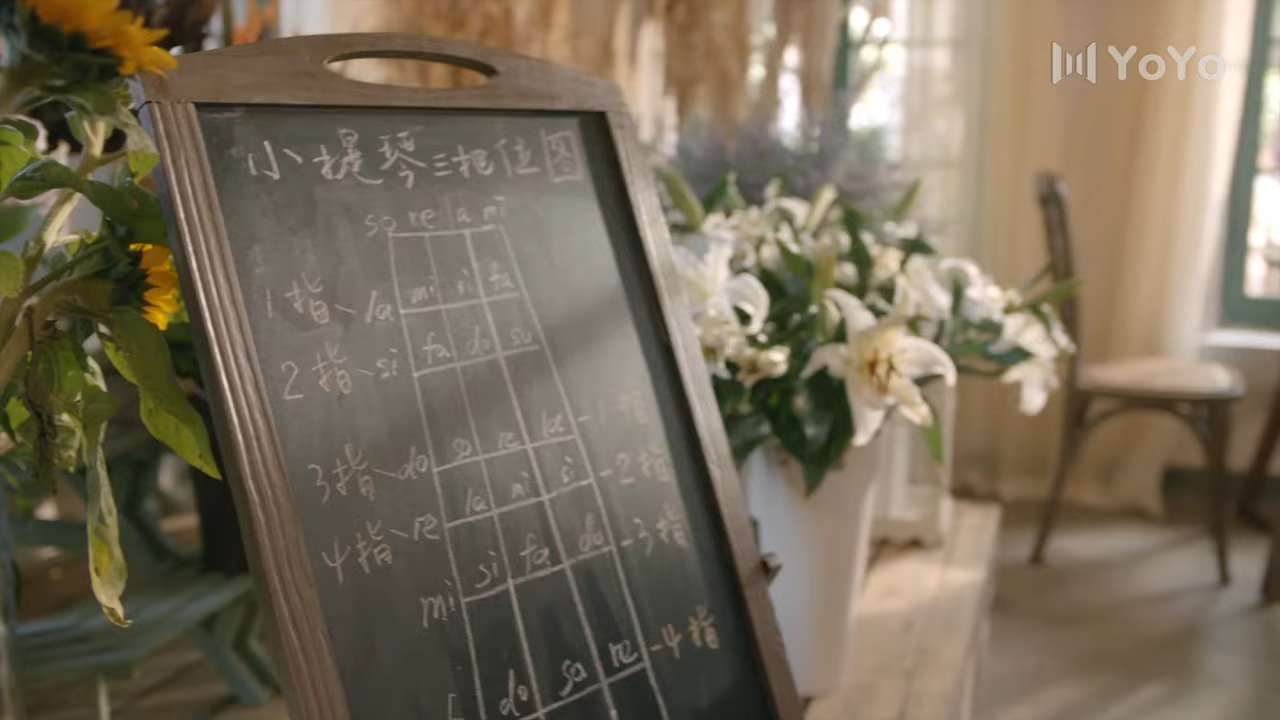 YoYo
小提琴三把位图
so re a mi
1指、la mi si fa
2指、si fa do so
3指、do so re la -1指
4指、re la mi si -2指
mi si fa do -3指
do so re -4指